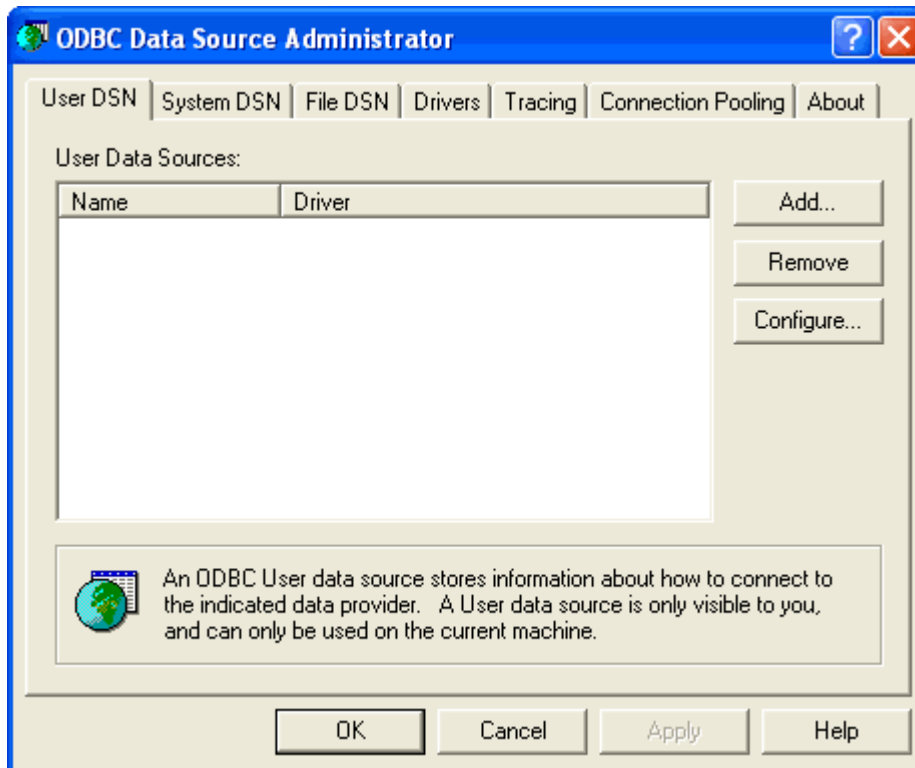 ODBC Data Source Administrator
User DSN System DSN File DSN Drivers Tracing Connection Pooling About
User Data Sources:
Name Driver
Add...
Remove
Configure...
An ODBC User data source stores information about how to connect to
the indicated data provider. A User data source is only visible to you,
and can only be used on the current machine.
OK Cancel Apply Help